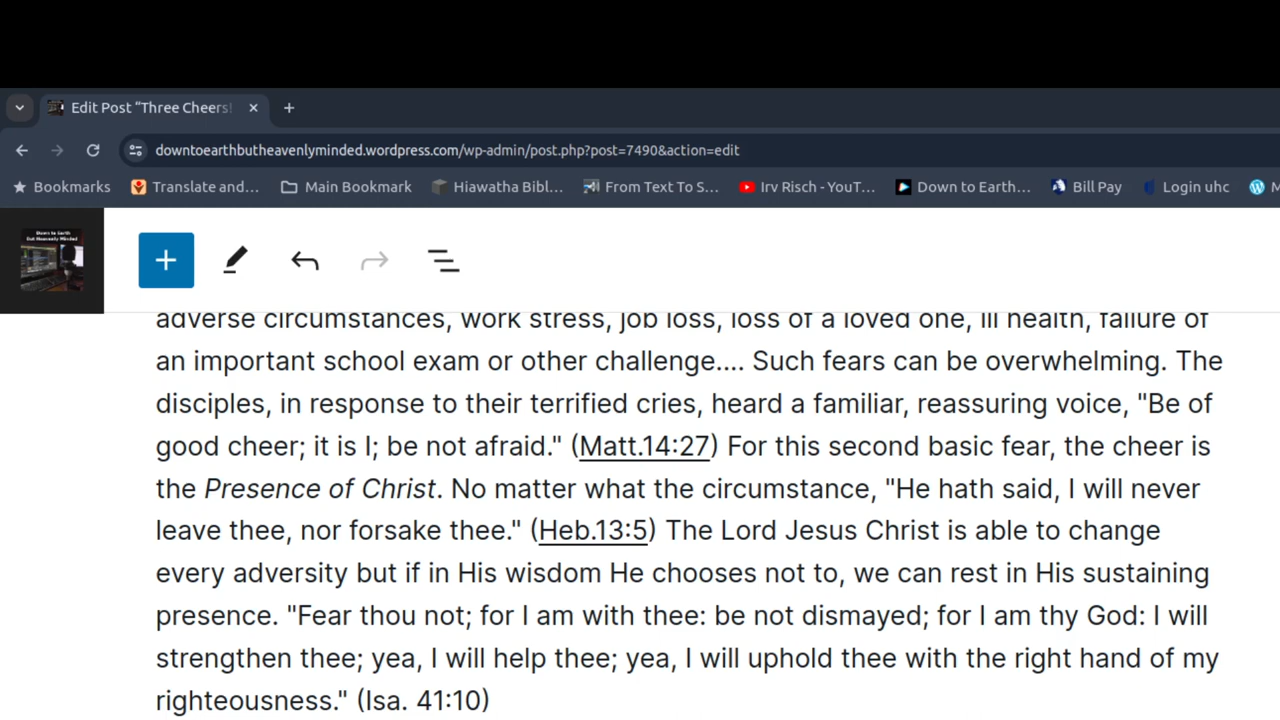 Edit Post "Three Cheers!
downtoearthbutheavenlyminded.wordpress.com/wp-admin/post.php?post=7490&action=edit
Bookmarks Translate and... Main Bookmark Hiawatha Bibl... From Text To S... Irv Risch - YouT... Down to Earth... Bill Pay Login uhc M
Down to Earth
But Heavenly Minded
adverse circumstances, work stress, job loss, loss of a loved one, ill health, failure of
an important school exam or other challenge.... Such fears can be overwhelming. The
disciples, in response to their terrified cries, heard a familiar, reassuring voice, "Be of
good cheer; it is I; be not afraid." (Matt.14:27) For this second basic fear, the cheer is
the Presence of Christ. No matter what the circumstance, "He hath said, I will never
leave thee, nor forsake thee." (Heb.13:5) The Lord Jesus Christ is able to change
every adversity but if in His wisdom He chooses not to, we can rest in His sustaining
presence. "Fear thou not; for I am with thee: be not dismayed; for I am thy God: I will
strengthen thee; yea, I will help thee; yea, I will uphold thee with the right hand of my
righteousness." (Isa. 41:10)